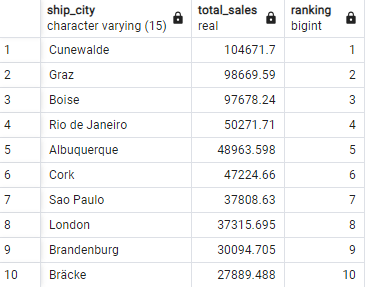 ship_city total_sales ranking
character varying (15) real bigint
1 Cunewalde 104671.7 1
2 Graz 98669.59 2
3 Boise 97678.24 3
4 Rio de Janeiro 50271.71 4
5 Albuquerque 48963.598 5
6 Cork 47224.66 6
7 Sao Paulo 37808.63 7
8 London 37315.695 8
9 Brandenburg 30094.705 9
10 Bräcke 27889.488 10